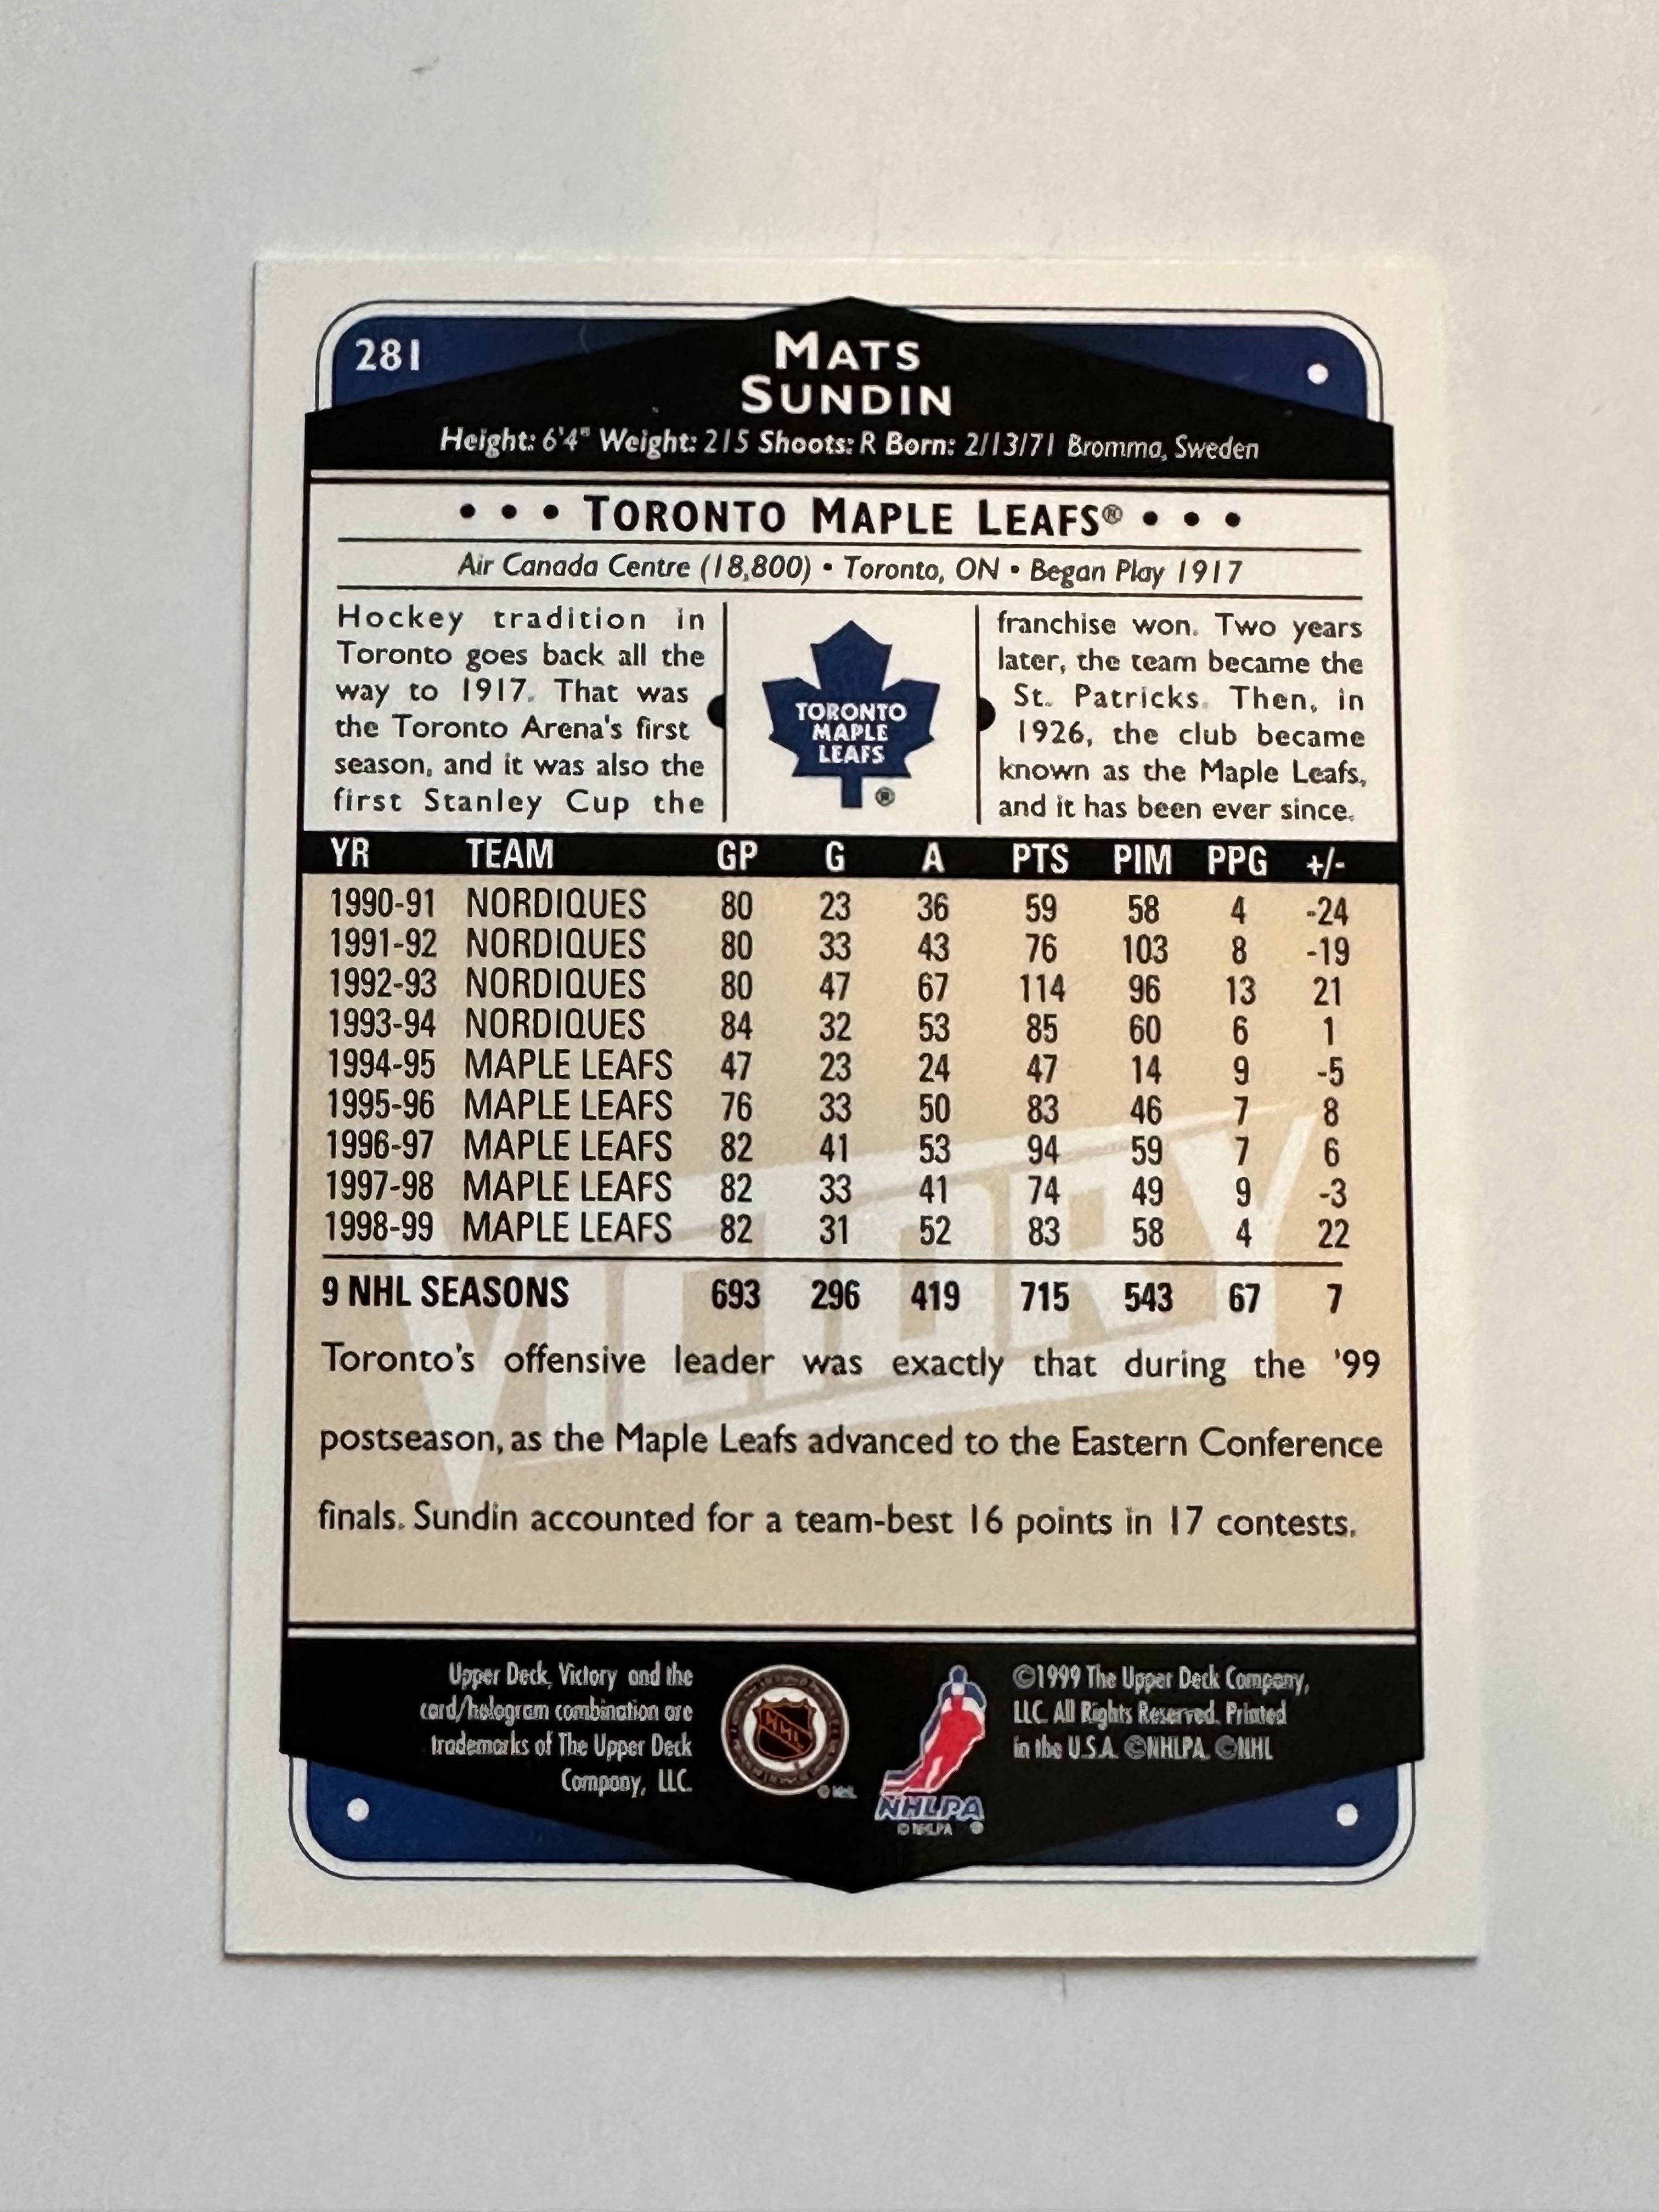 281
MATS
SUNDIN
Height: 6'4" Weight: 215 Shoots: R Born: 2/13/71 Bromma, Sweden
• • • TORONTO MAPLE LEAFS® • • •
Air Canada Centre (18,800) • Toronto, ON • Began Play 1917
Hockey tradition in
Toronto goes back all the
way to 1917. That was
the Toronto Arena's first
season, and it was also the
first Stanley Cup the
TORONTO
MAPLE
LEAFS
®
franchise won. Two years
later, the team became the
St. Patricks. Then, in
1926, the club became
known as the Maple Leafs,
and it has been ever since.
YR TEAM GP G A PTS PIM PPG +/-
1990-91 NORDIQUES 80 23 36 59 58 4 -24
1991-92 NORDIQUES 80 33 43 76 103 8 -19
1992-93 NORDIQUES 80 47 67 114 96 13 21
1993-94 NORDIQUES 84 32 53 85 60 6 1
1994-95 MAPLE LEAFS 47 23 24 47 14 9 -5
1995-96 MAPLE LEAFS 76 33 50 83 46 7 8
1996-97 MAPLE LEAFS 82 41 53 94 59 7 6
1997-98 MAPLE LEAFS 82 33 41 74 49 9 -3
1998-99 MAPLE LEAFS 82 31 52 83 58 4 22
9 NHL SEASONS 693 296 419 715 543 67 7
VICTORY
Toronto's offensive leader was exactly that during the '99
postseason, as the Maple Leafs advanced to the Eastern Conference
finals. Sundin accounted for a team-best 16 points in 17 contests.
Upper Deck, Victory and the
card/hologram combination are
trademarks of The Upper Deck
Company, LLC.
NHL
© NHL
NHLPA
© NHLPA
©1999 The Upper Deck Company,
LLC. All Rights Reserved. Printed
in the U.S.A. ©NHLPA. ©NHL